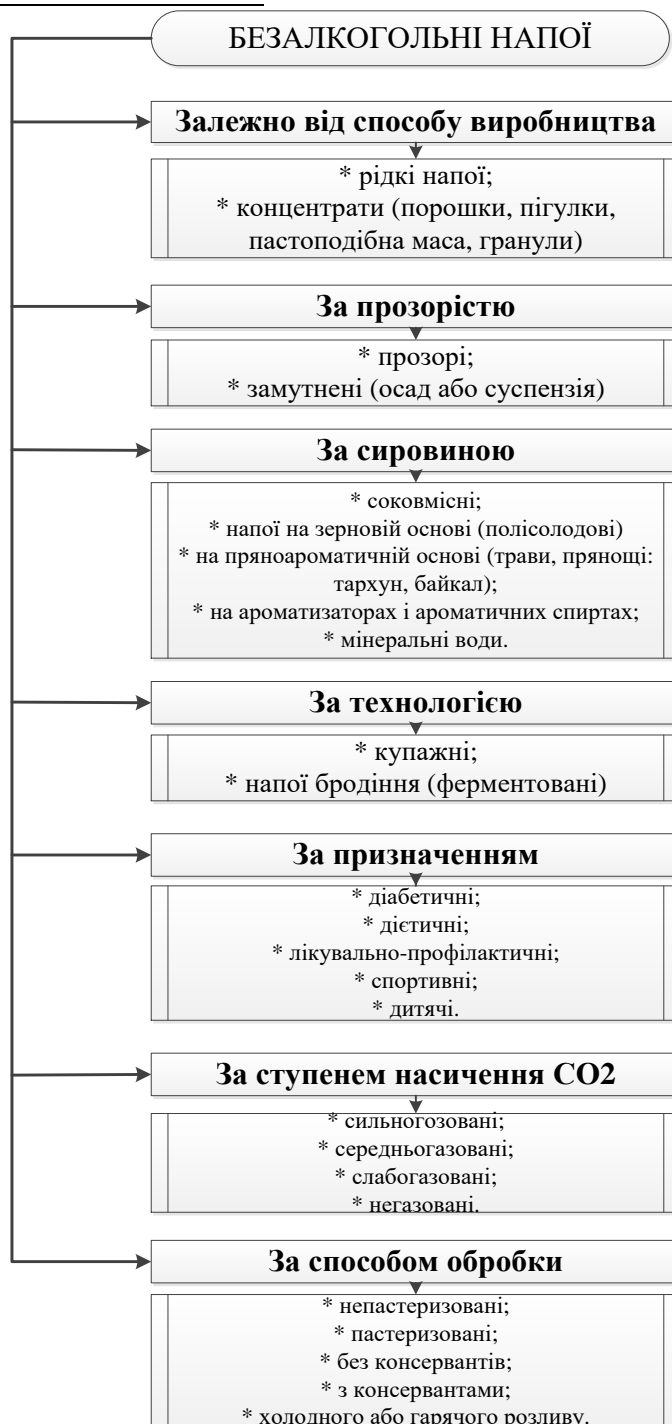 БЕЗАЛКОГОЛЬНІ НАПОЇ
Залежно від способу виробництва
* рідкі напої;
* концентрати (порошки, пігулки,
пастоподібна маса, гранули)
За прозорістю
* прозорі;
* замутнені (осад або суспензія)
За сировиною
* соковмісні;
* напої на зерновій основі (полісолодові)
* на пряноароматичній основі (трави, прянощі:
тархун, байкал);
* на ароматизаторах і ароматичних спиртах;
* мінеральні води.
За технологією
* купажні;
* напої бродіння (ферментовані)
За призначенням
* діабетичні;
* дієтичні;
* лікувально-профілактичні;
* спортивні;
* дитячі.
За ступенем насичення СО2
* сильногозовані;
* середньогазовані;
* слабогазовані;
* негазовані.
За способом обробки
* непастеризовані;
* пастеризовані;
* без консервантів;
* з консервантами;
* холодного або гарячого розливу.